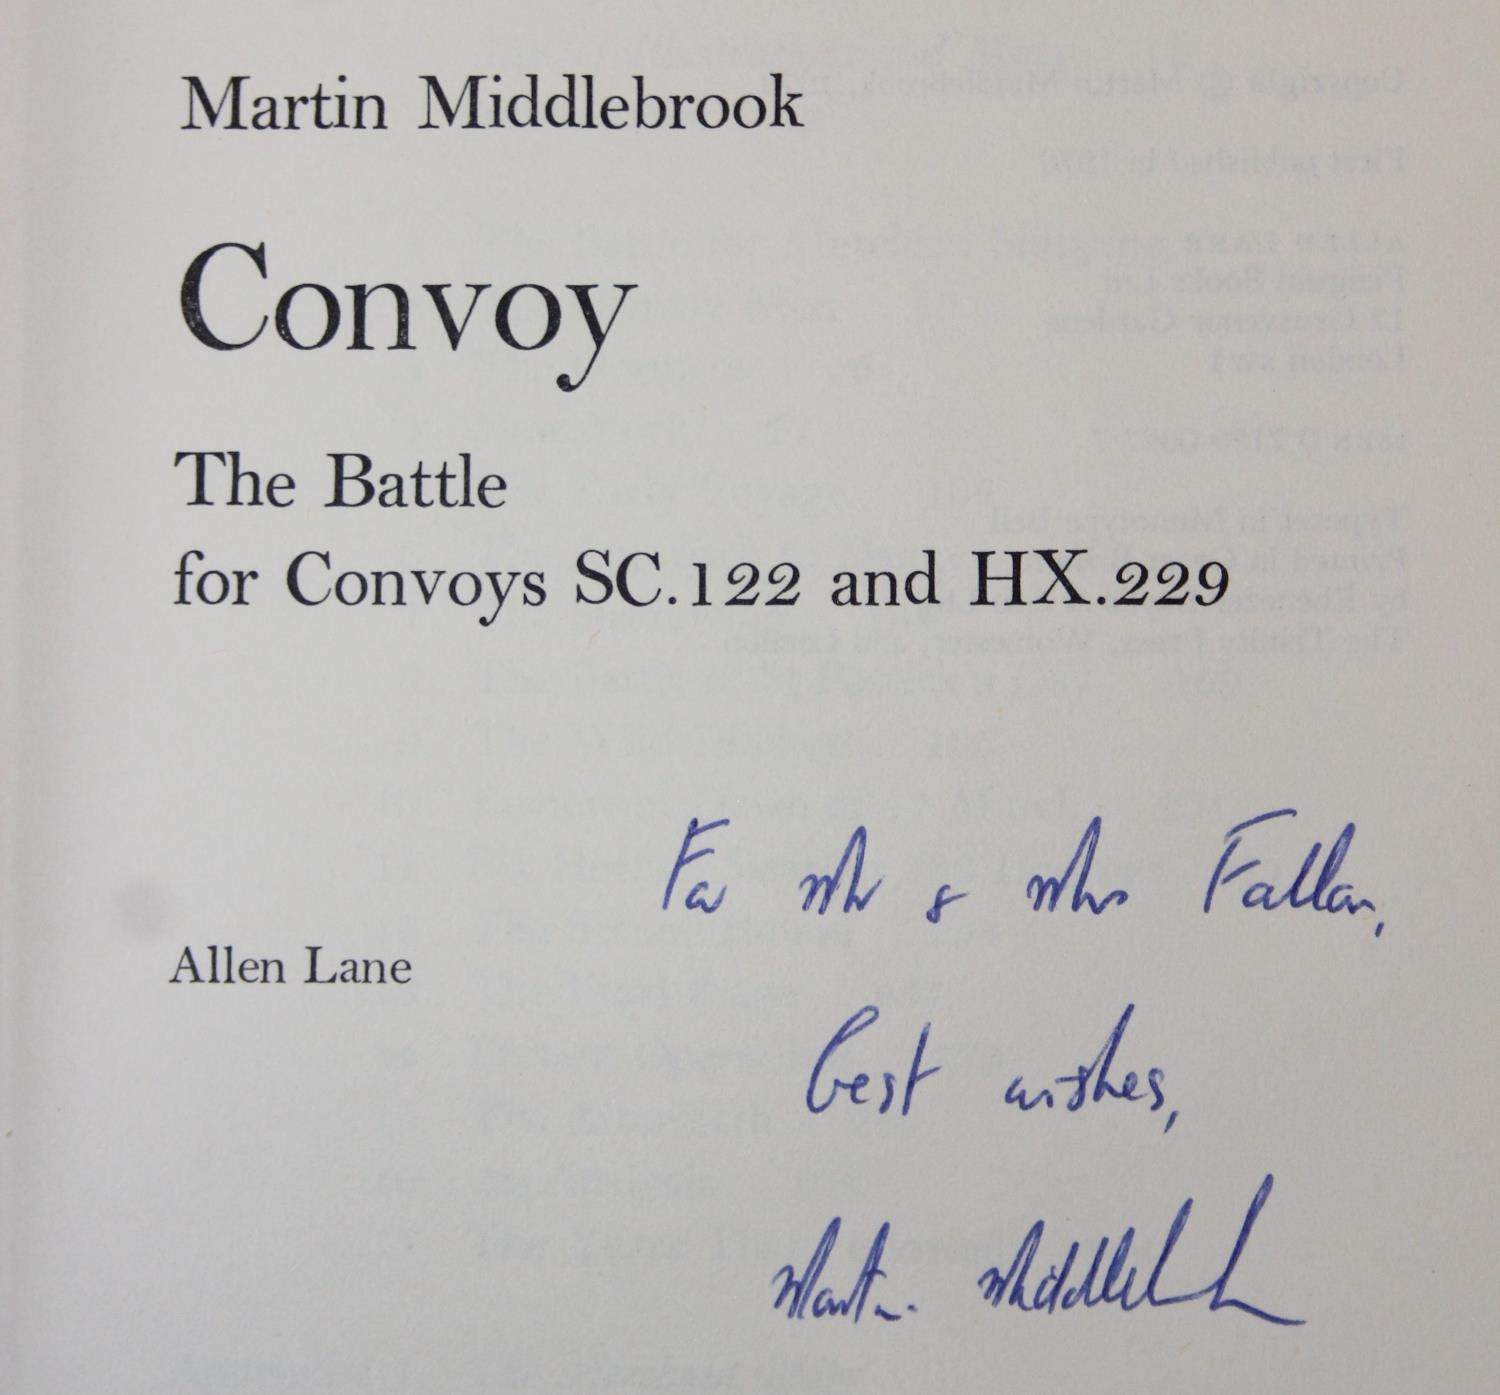 Martin Middlebrook
Convoy
The Battle
for Convoys SC.122 and HX.229
For Mr & Mrs Fallon,
Allen Lane
Best wishes,
Martin Middlebrook